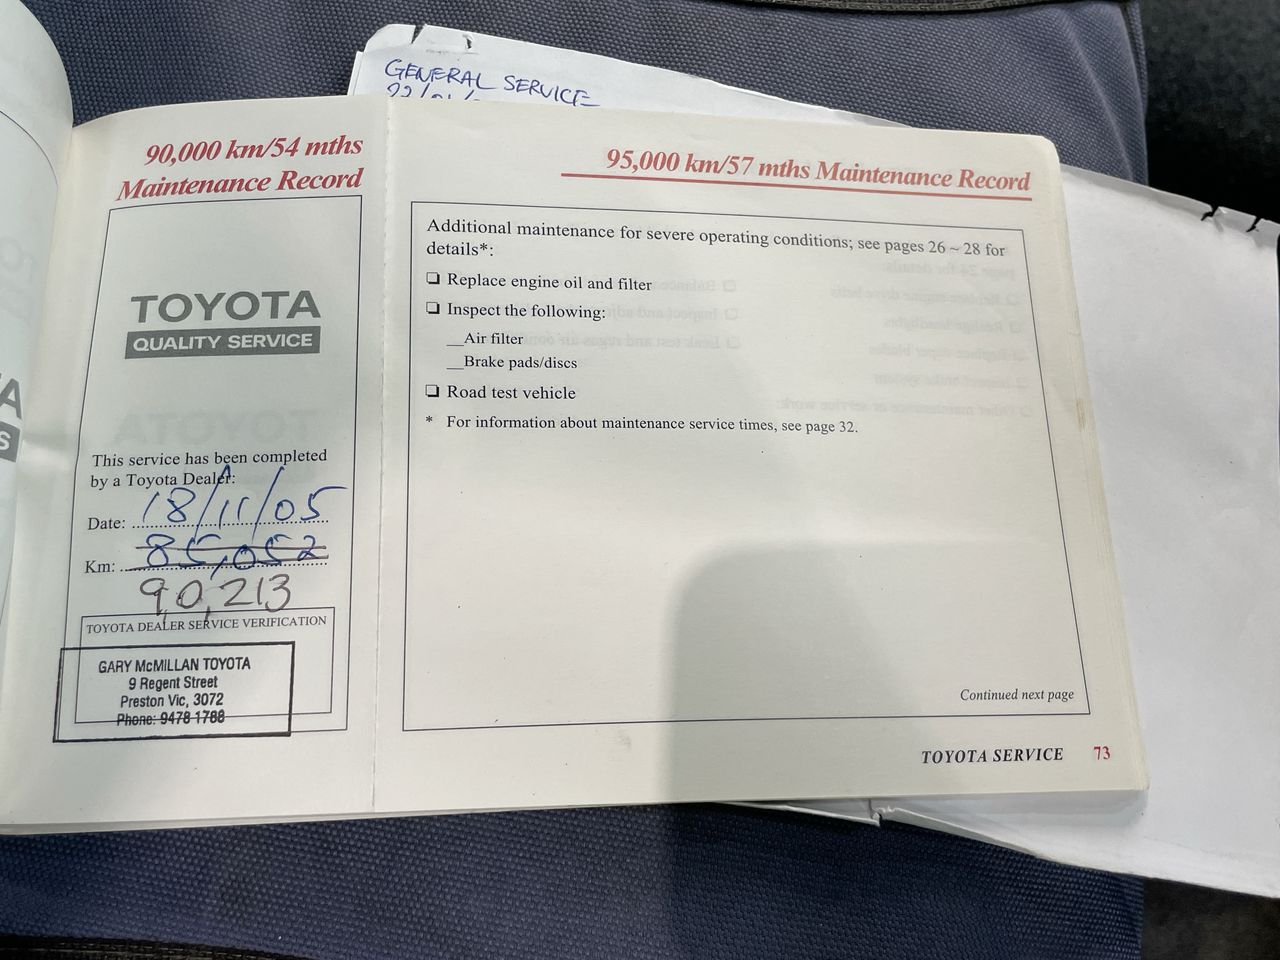 GENERAL SERVICE
90,000 km/54 mths
Maintenance Record
TOYOTA
QUALITY SERVICE
This service has been completed
by a Toyota Dealer:
Date: 18/11/05
Km: 85,052
90,213
TOYOTA DEALER SERVICE VERIFICATION
GARY McMILLAN TOYOTA
9 Regent Street
Preston Vic, 3072
Phone: 9478 1788
95,000 km/57 mths Maintenance Record
Additional maintenance for severe operating conditions; see pages 26 ~ 28 for
details*:
❑ Replace engine oil and filter
❑ Inspect the following:
__Air filter
__Brake pads/discs
❑ Road test vehicle
* For information about maintenance service times, see page 32.
Continued next page
TOYOTA SERVICE 73